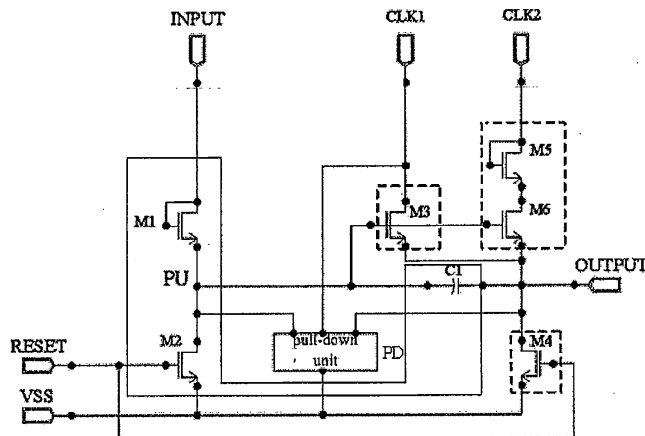 INPUT
CLK1
CLK2
M5
M1
M3
M6
PU
C1
OUTPUT
RESET
M2
pull-down
unit
PD
M4
VSS